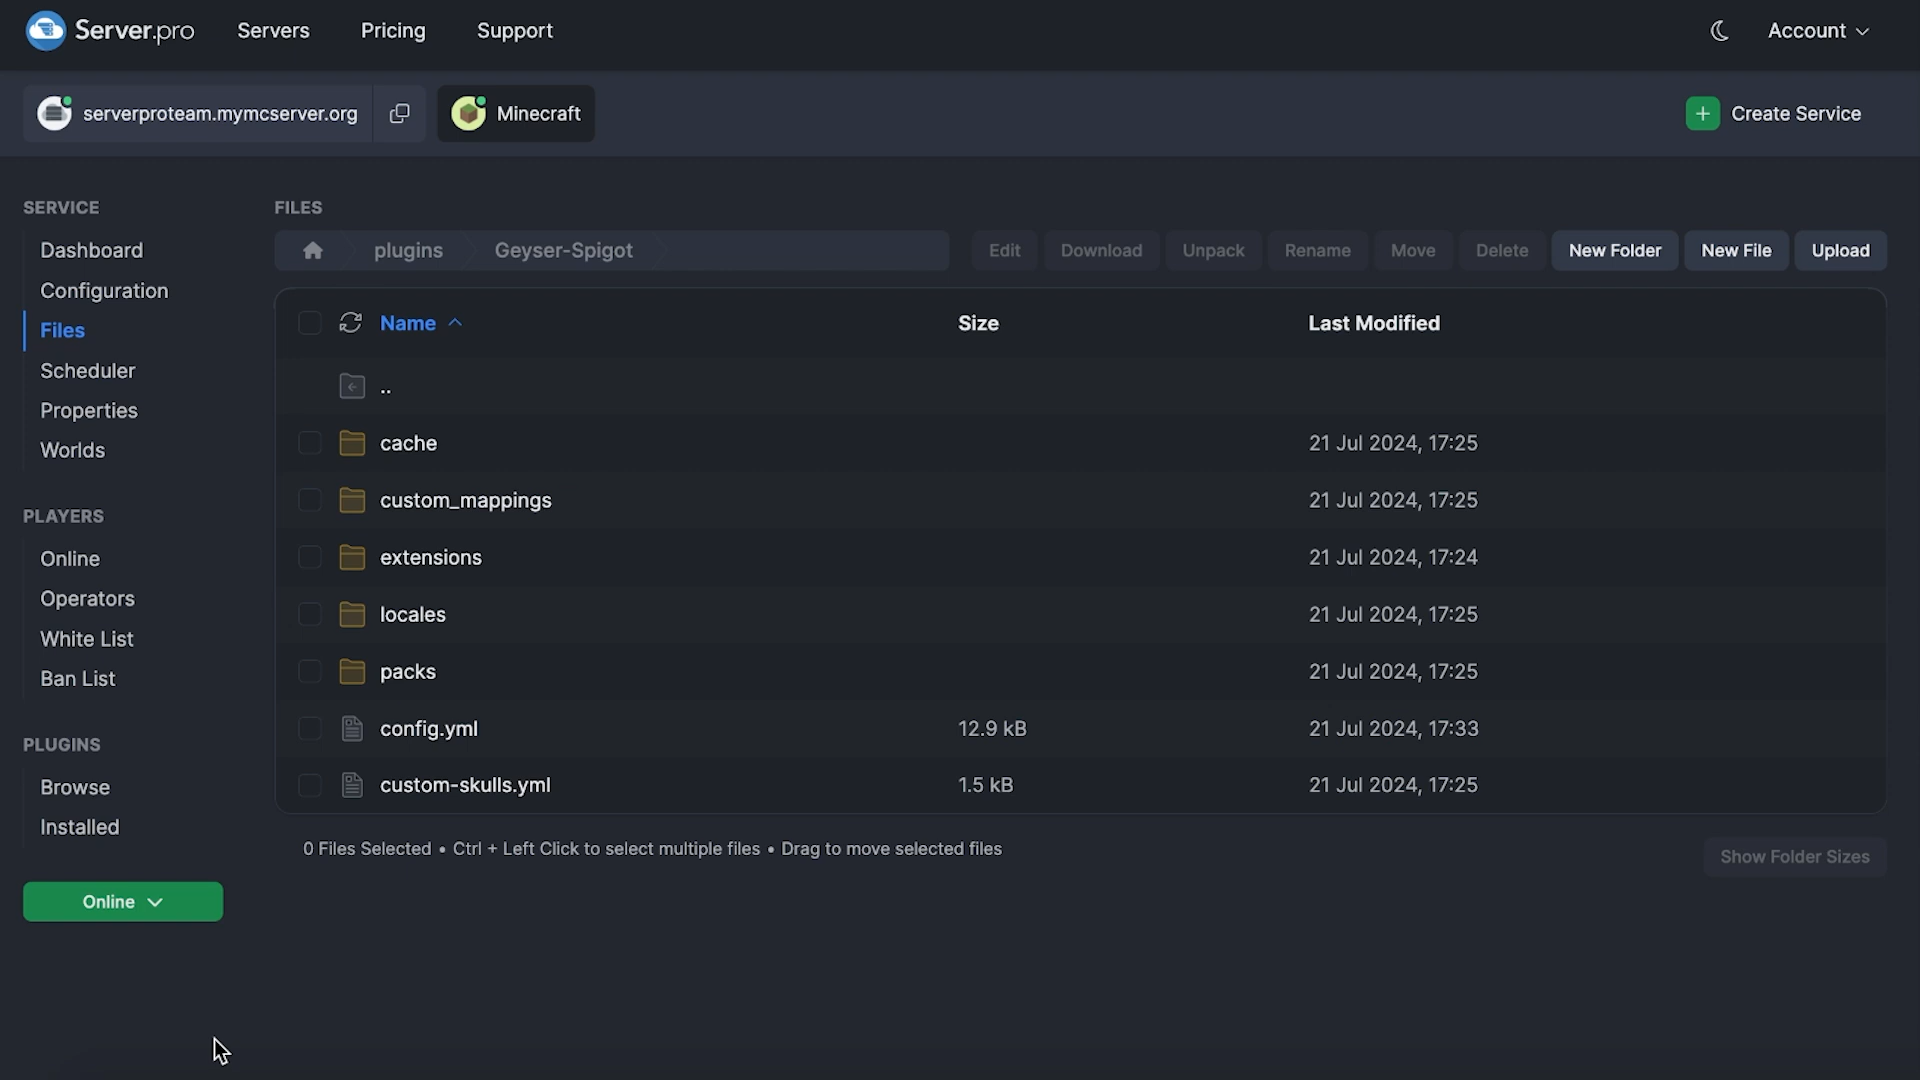 Server.pro Servers Pricing Support Account
serverproteam.mymcserver.org Minecraft + Create Service
SERVICE
Dashboard
Configuration
Files
Scheduler
Properties
Worlds
PLAYERS
Online
Operators
White List
Ban List
PLUGINS
Browse
Installed
Online
FILES
plugins Geyser-Spigot Edit Download Unpack Rename Move Delete New Folder New File Upload
Name Size Last Modified
..
cache 21 Jul 2024, 17:25
custom_mappings 21 Jul 2024, 17:25
extensions 21 Jul 2024, 17:24
locales 21 Jul 2024, 17:25
packs 21 Jul 2024, 17:25
config.yml 12.9 kB 21 Jul 2024, 17:33
custom-skulls.yml 1.5 kB 21 Jul 2024, 17:25
0 Files Selected • Ctrl + Left Click to select multiple files • Drag to move selected files
Show Folder Sizes